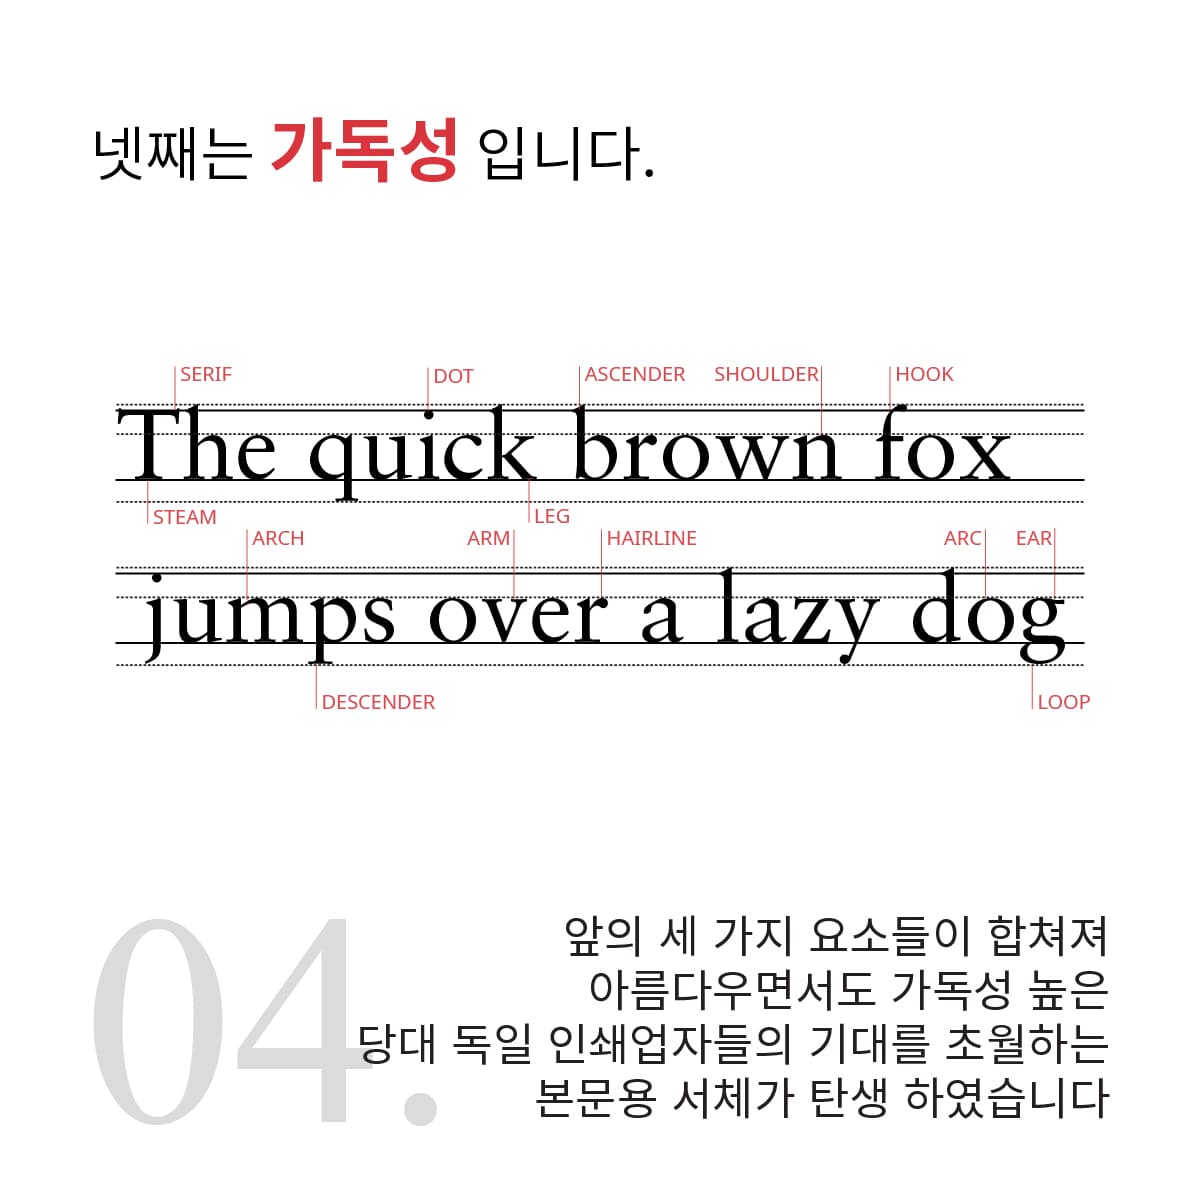 넷째는 가독성 입니다.
SERIF DOT ASCENDER SHOULDER HOOK
The quick brown fox
STEAM LEG
ARCH ARM HAIRLINE ARC EAR
jumps over a lazy dog
DESCENDER LOOP
04.
앞의 세 가지 요소들이 합쳐져
아름다우면서도 가독성 높은
당대 독일 인쇄업자들의 기대를 초월하는
본문용 서체가 탄생 하였습니다